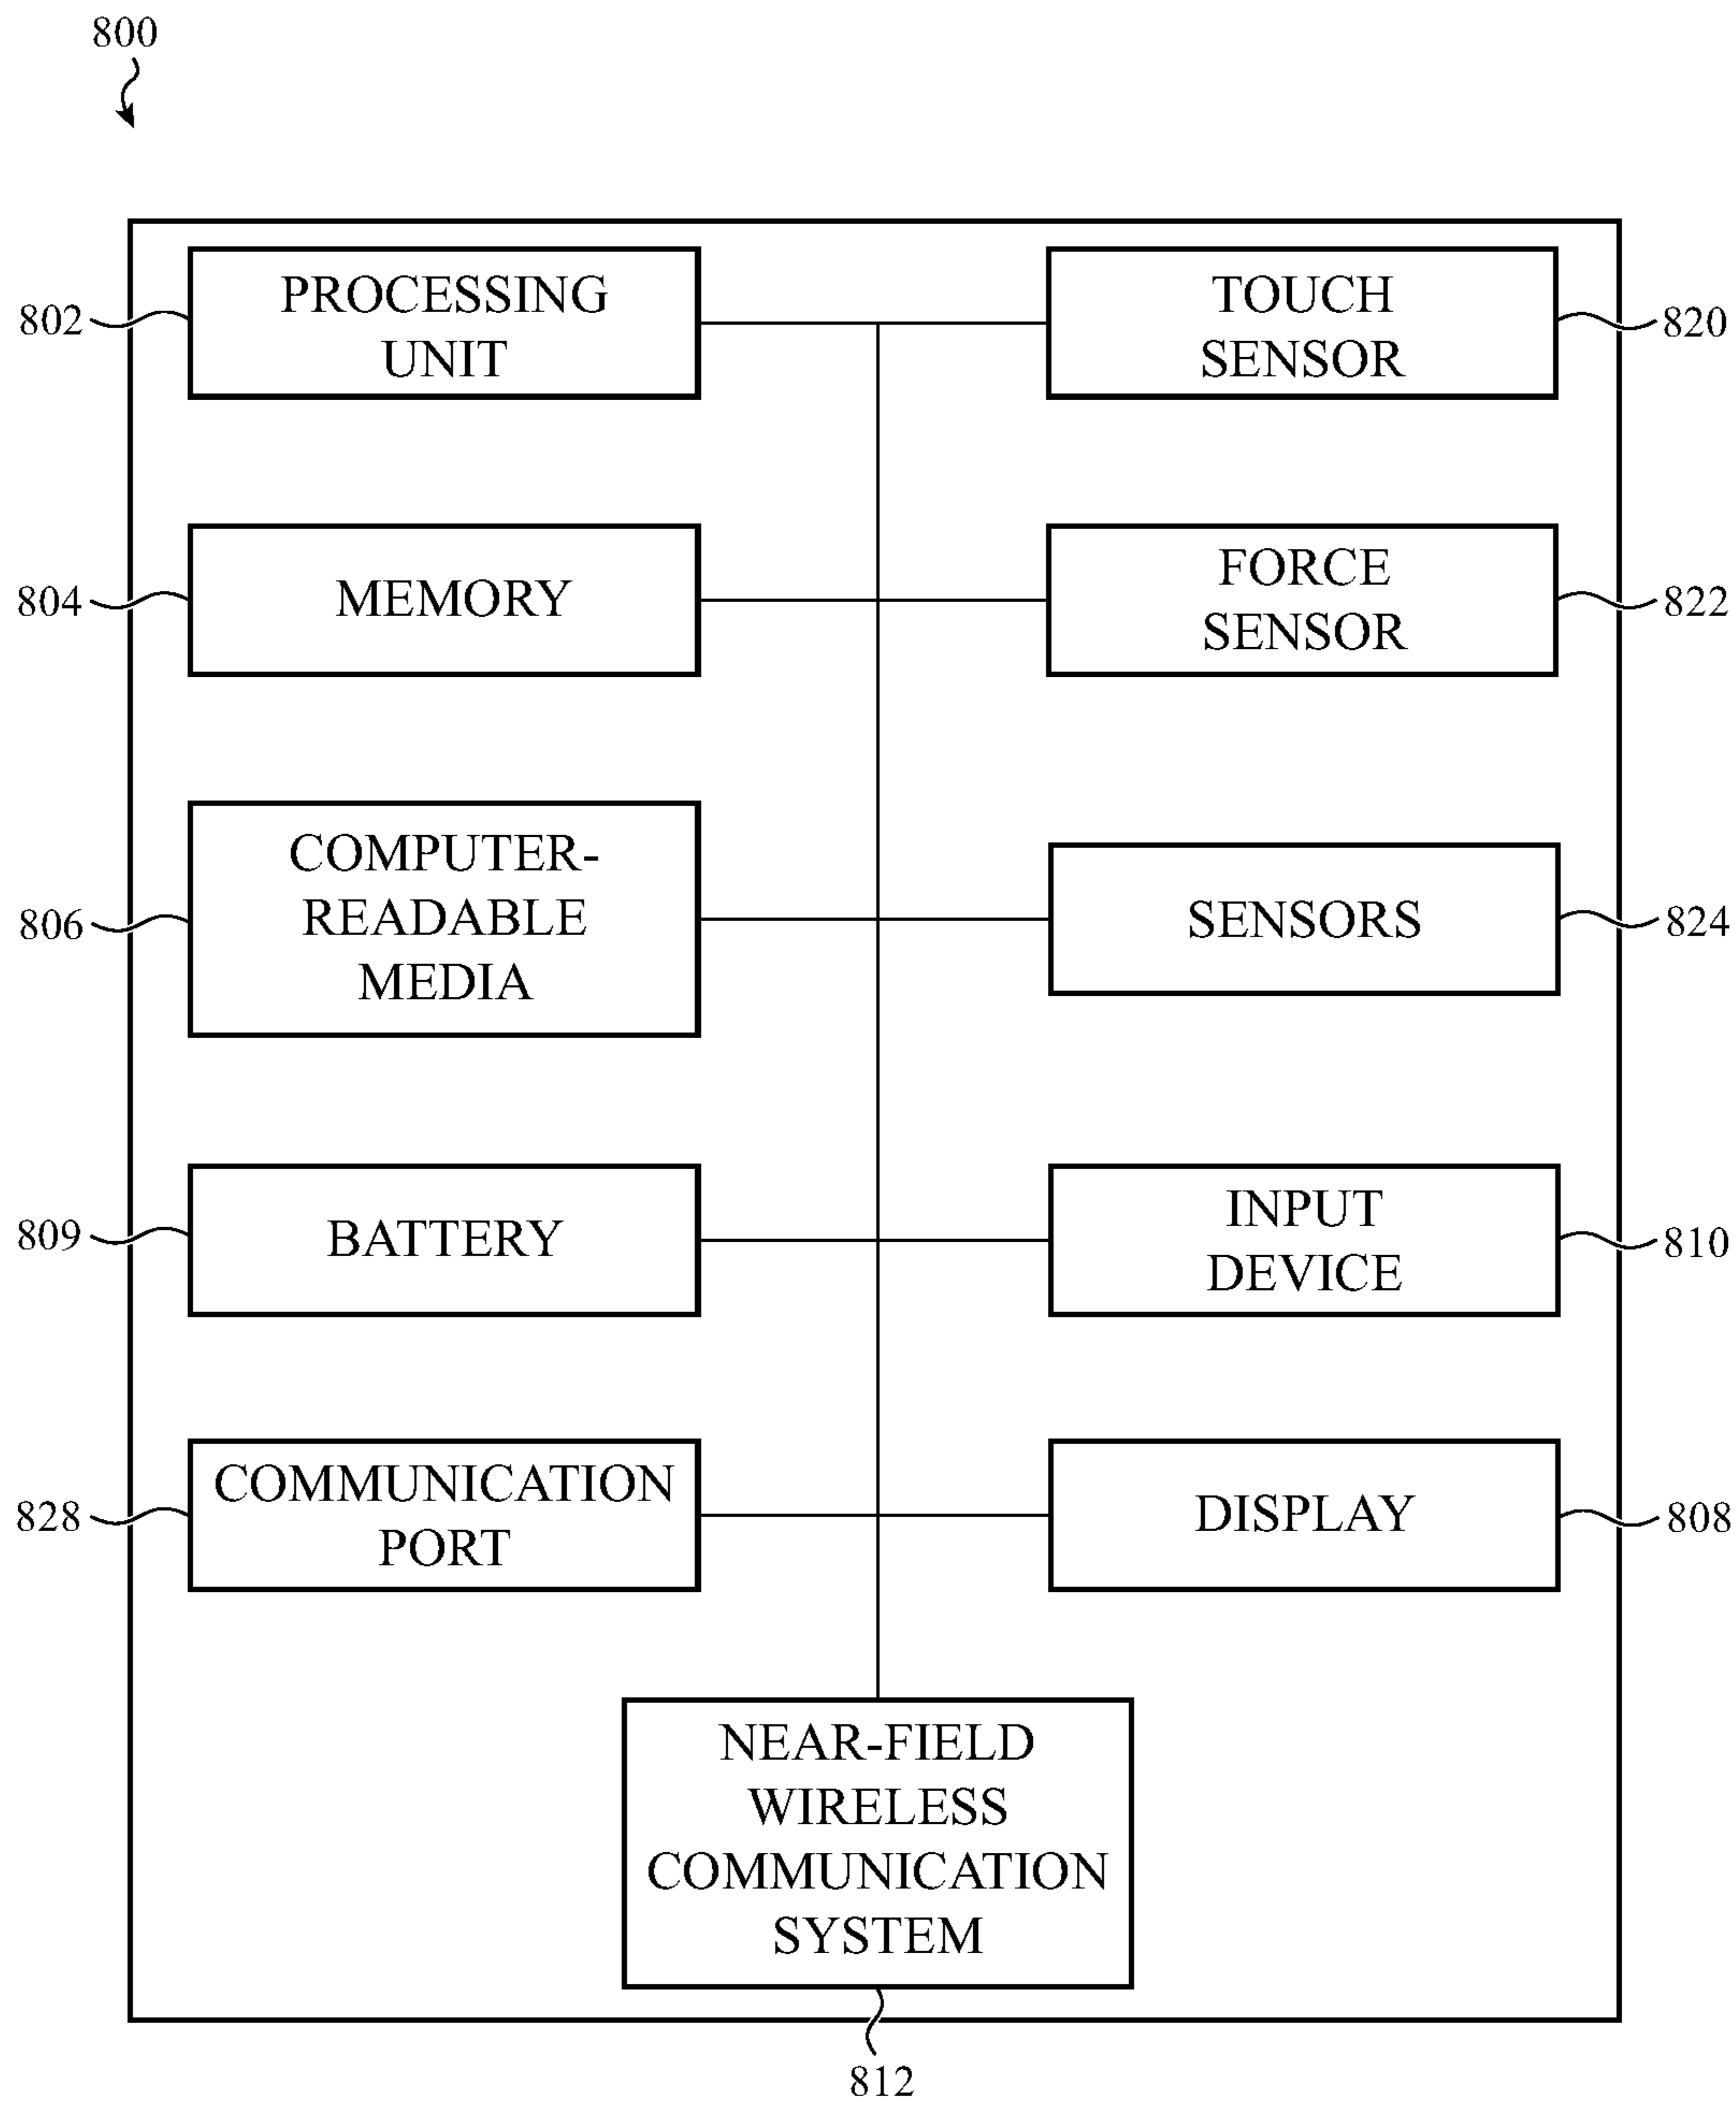 800
802
PROCESSING
UNIT
TOUCH
SENSOR
820
804
MEMORY
FORCE
SENSOR
822
806
COMPUTER-
READABLE
MEDIA
SENSORS
824
809
BATTERY
INPUT
DEVICE
810
828
COMMUNICATION
PORT
DISPLAY
808
NEAR-FIELD
WIRELESS
COMMUNICATION
SYSTEM
812